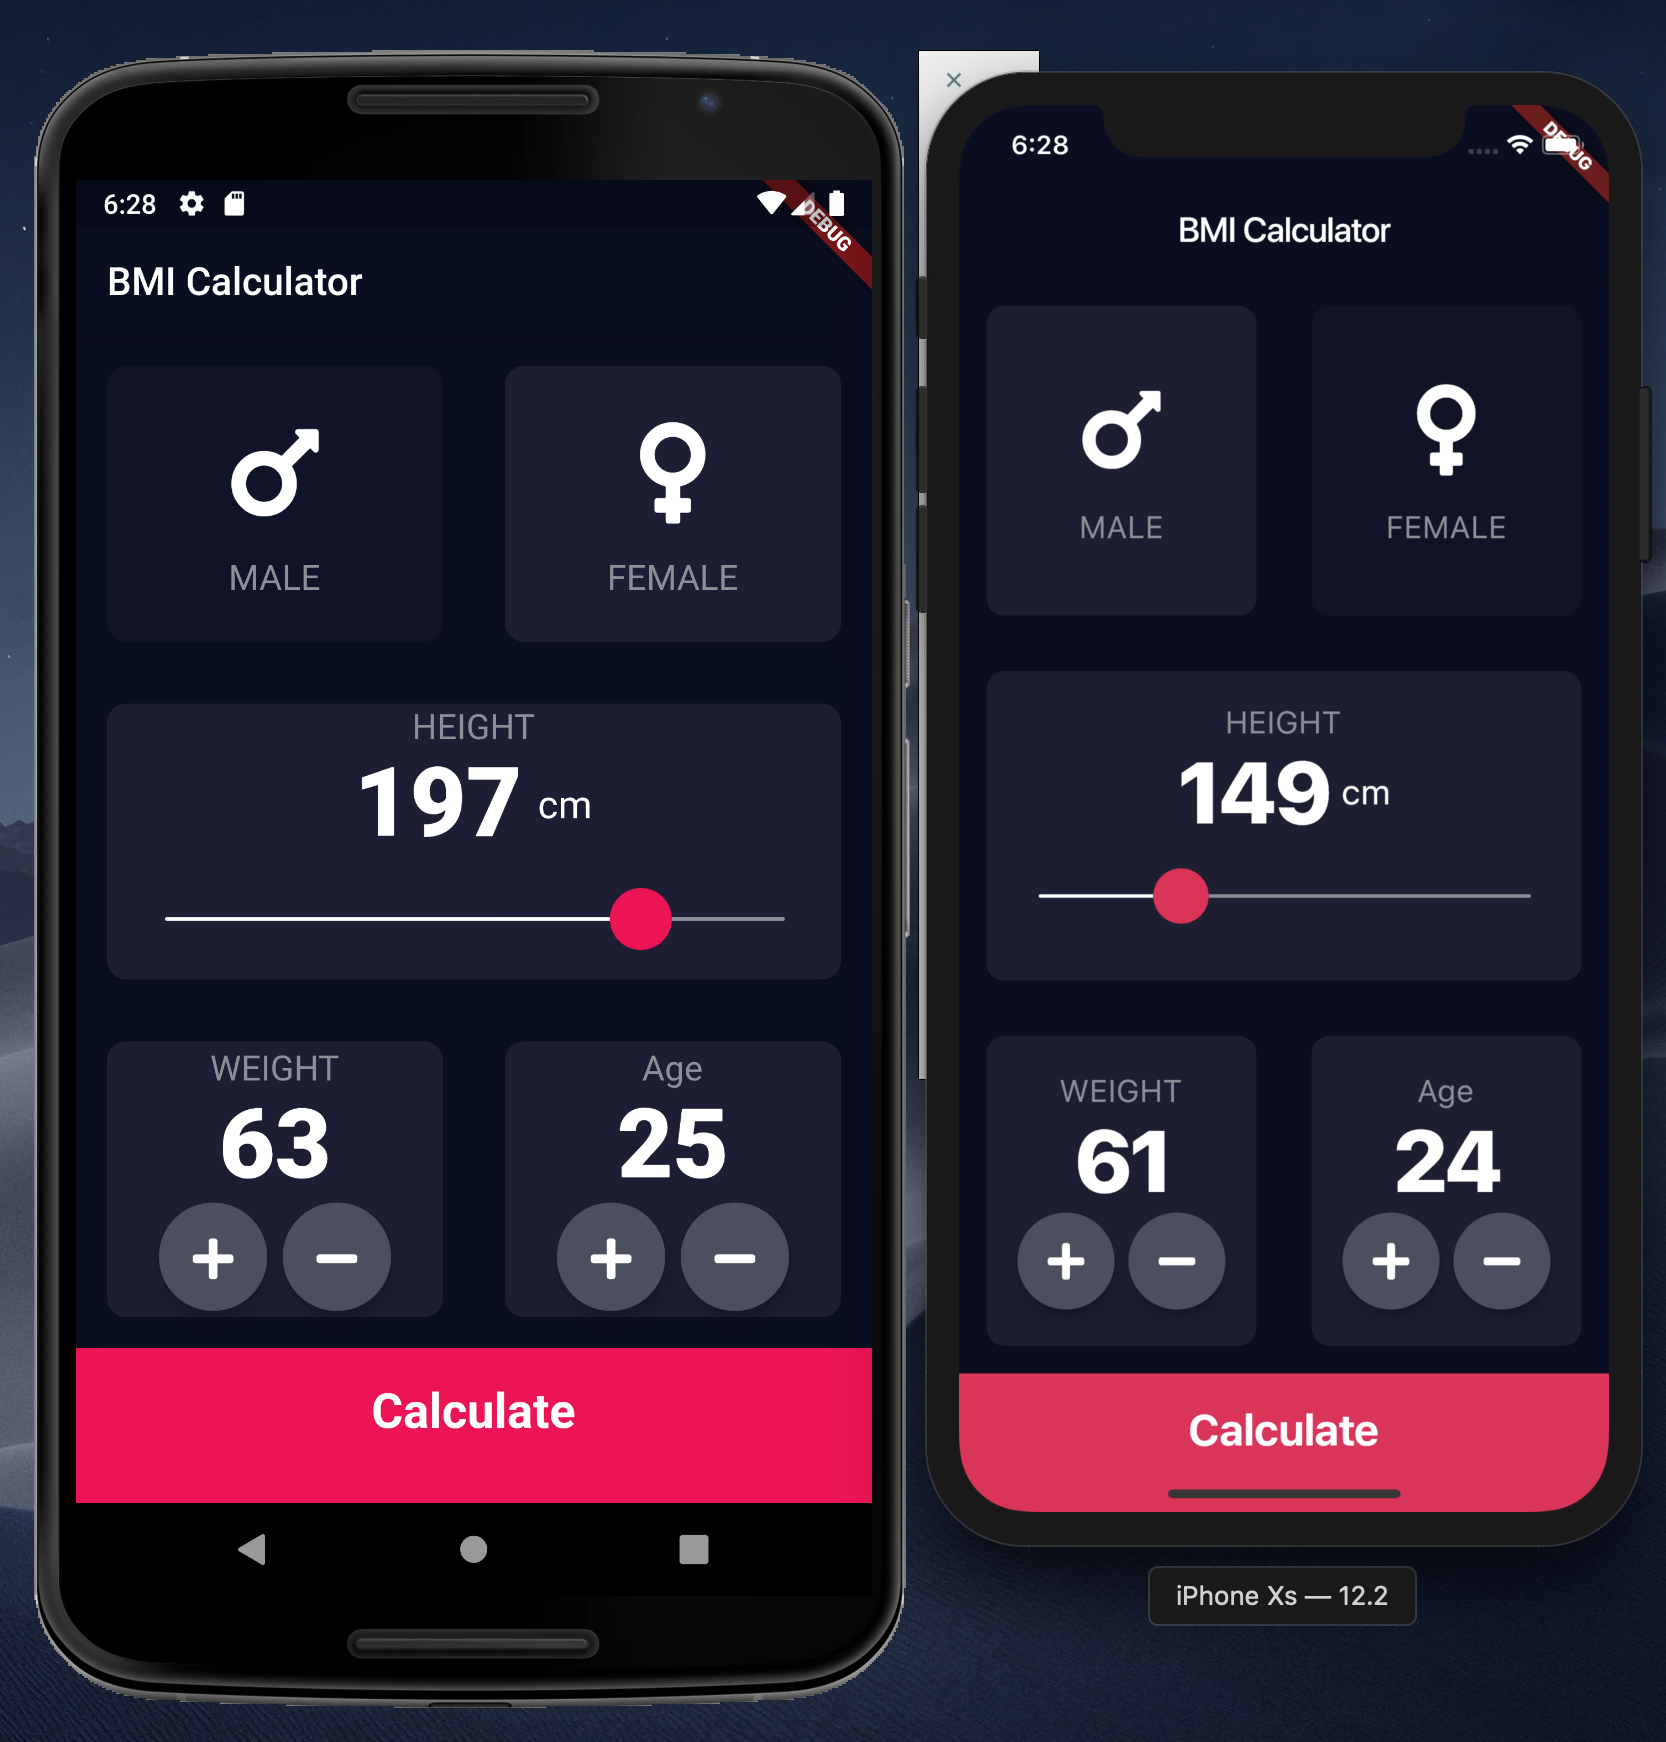 6:28
DEBUG
BMI Calculator
MALE
FEMALE
HEIGHT
197 cm
WEIGHT
63
Age
25
Calculate
6:28
DEBUG
BMI Calculator
MALE
FEMALE
HEIGHT
149 cm
WEIGHT
61
Age
24
Calculate
iPhone Xs — 12.2